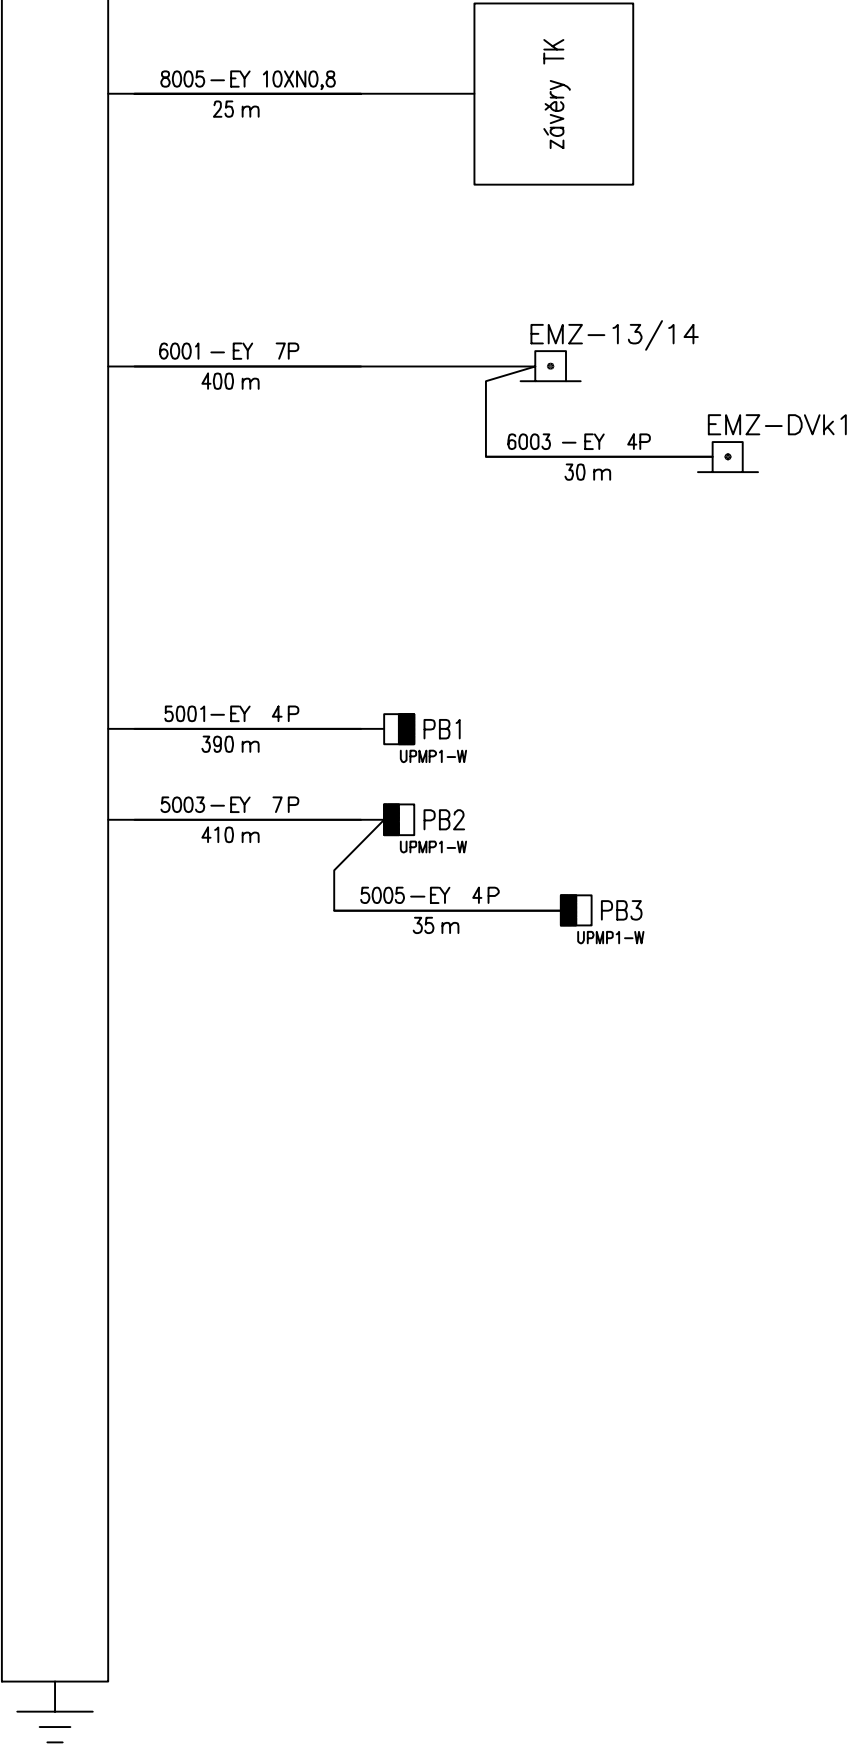 8005-EY 10XN0,8
25 m
závěry TK
EMZ-13/14
6001-EY 7P
400 m
EMZ-DVk1
6003-EY 4P
30 m
5001-EY 4P
390 m
PB1
UPMP1-W
5003-EY 7P
410 m
PB2
UPMP1-W
5005-EY 4P
35 m
PB3
UPMP1-W